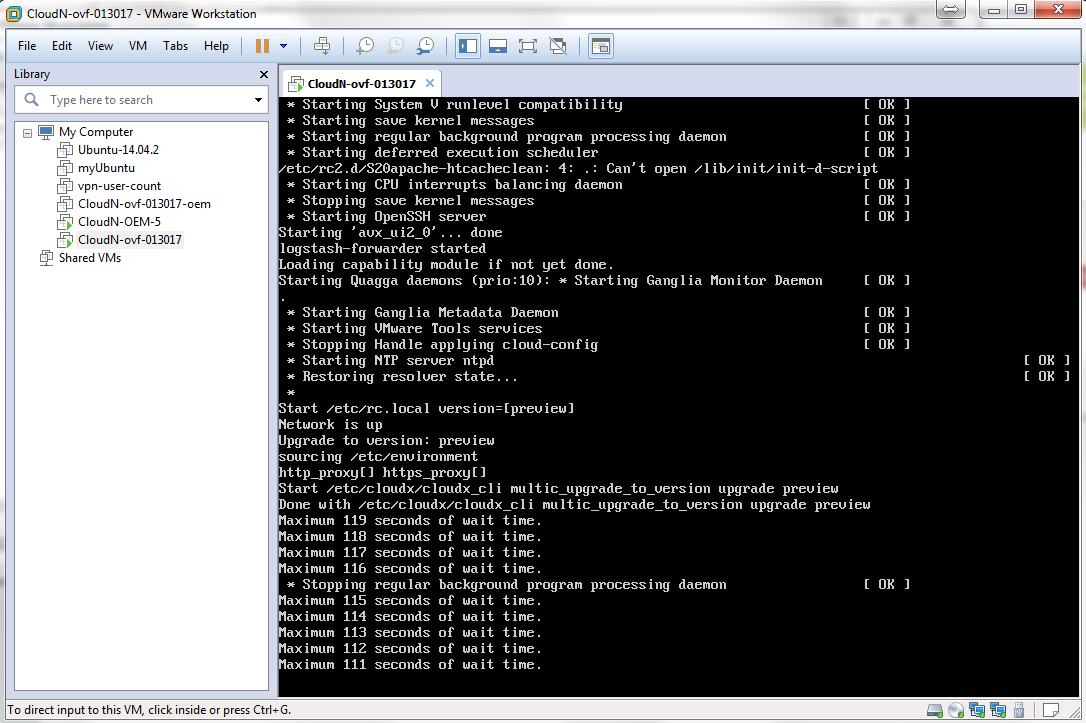 CloudN-ovf-013017 - VMware Workstation
File Edit View VM Tabs Help
Library
Type here to search
My Computer
Ubuntu-14.04.2
myUbuntu
vpn-user-count
CloudN-ovf-013017-oem
CloudN-OEM-5
CloudN-ovf-013017
Shared VMs
CloudN-ovf-013017
* Starting System V runlevel compatibility [ OK ]
* Starting save kernel messages [ OK ]
* Starting regular background program processing daemon [ OK ]
* Starting deferred execution scheduler [ OK ]
/etc/rc2.d/S20apache-htcacheclean: 4: .: Can't open /lib/init/init-d-script
* Starting CPU interrupts balancing daemon [ OK ]
* Stopping save kernel messages [ OK ]
* Starting OpenSSH server [ OK ]
Starting 'avx_ui2_0'... done
logstash-forwarder started
Loading capability module if not yet done.
Starting Quagga daemons (prio:10): * Starting Ganglia Monitor Daemon [ OK ]
.
* Starting Ganglia Metadata Daemon [ OK ]
* Starting VMware Tools services [ OK ]
* Stopping Handle applying cloud-config [ OK ]
* Starting NTP server ntpd [ OK ]
* Restoring resolver state... [ OK ]
*
Start /etc/rc.local version=[preview]
Network is up
Upgrade to version: preview
sourcing /etc/environment
http_proxy[] https_proxy[]
Start /etc/cloudx/cloudx_cli multic_upgrade_to_version upgrade preview
Done with /etc/cloudx/cloudx_cli multic_upgrade_to_version upgrade preview
Maximum 119 seconds of wait time.
Maximum 118 seconds of wait time.
Maximum 117 seconds of wait time.
Maximum 116 seconds of wait time.
* Stopping regular background program processing daemon [ OK ]
Maximum 115 seconds of wait time.
Maximum 114 seconds of wait time.
Maximum 113 seconds of wait time.
Maximum 112 seconds of wait time.
Maximum 111 seconds of wait time.
To direct input to this VM, click inside or press Ctrl+G.